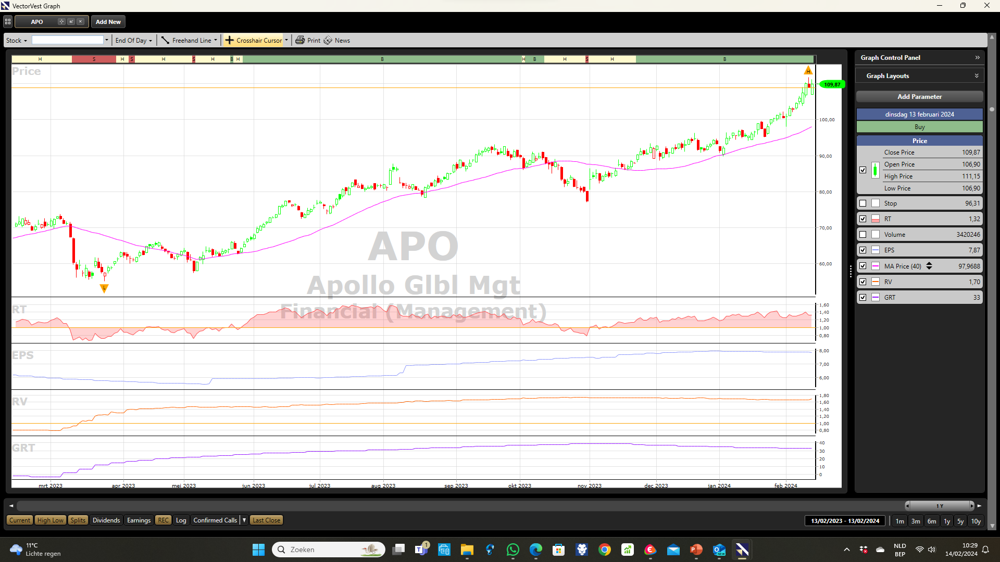 VectorVest Graph
APO
Add New
Stock
End Of Day
Freehand Line
Crosshair Cursor
Print
News
H S H S H S H B H B H B H S H B
Price
H
109,87
100,00
90,00
80,00
70,00
60,00
L
APO
Apollo Glbl Mgt
Financial (Management)
RT
1,60
1,40
1,20
1,00
0,80
EPS
8,00
7,00
6,00
RV
1,80
1,60
1,40
1,20
1,00
0,80
GRT
40
30
20
10
0
mrt 2023 apr 2023 mei 2023 jun 2023 jul 2023 aug 2023 sep 2023 okt 2023 nov 2023 dec 2023 jan 2024 feb 2024
Graph Control Panel
Graph Layouts
Add Parameter
dinsdag 13 februari 2024
Buy
Price
Close Price 109,87
Open Price 106,90
High Price 111,15
Low Price 106,90
Stop 96,31
RT 1,32
Volume 3420246
EPS 7,87
MA Price (40) 97,9688
RV 1,70
GRT 33
1 Y
Current
High Low
Splits
Dividends
Earnings
REC
Log
Confirmed Calls
Last Close
13/02/2023 - 13/02/2024
1m
3m
6m
1y
5y
10y
11°C
Lichte regen
Zoeken
1
NEW
NLD
BEP
10:29
14/02/2024